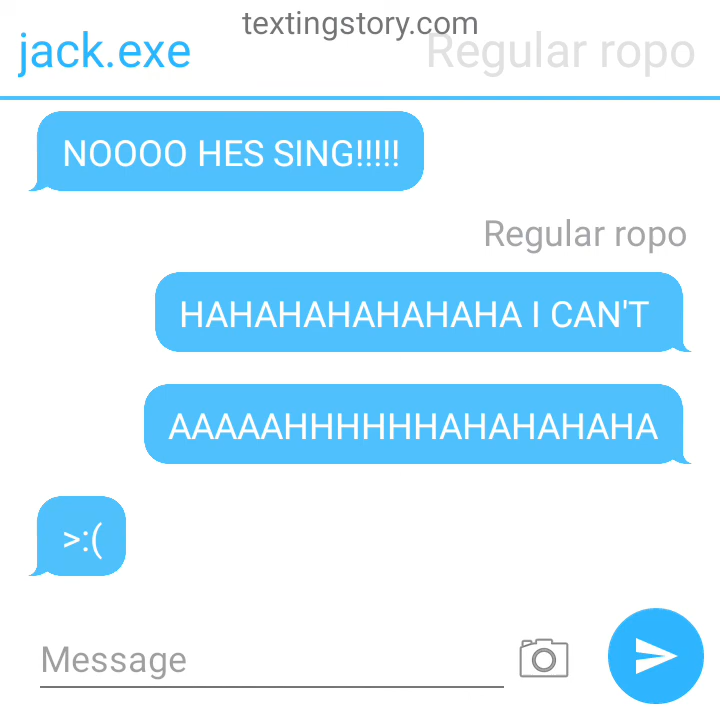 textingstory.com
jack.exe
Regular ropo
NOOOO HES SING!!!!!
Regular ropo
HAHAHAHAHAHAHA I CAN'T
AAAAAHHHHHHAHAHAHAHA
>:(
Message